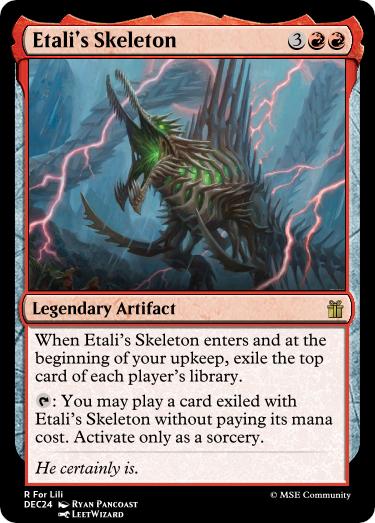 Etali's Skeleton 3
Legendary Artifact
When Etali's Skeleton enters and at the
beginning of your upkeep, exile the top
card of each player's library.
: You may play a card exiled with
Etali's Skeleton without paying its mana
cost. Activate only as a sorcery.
He certainly is.
R For Lili
DEC24 Ryan Pancoast
LeetWizard
© MSE Community